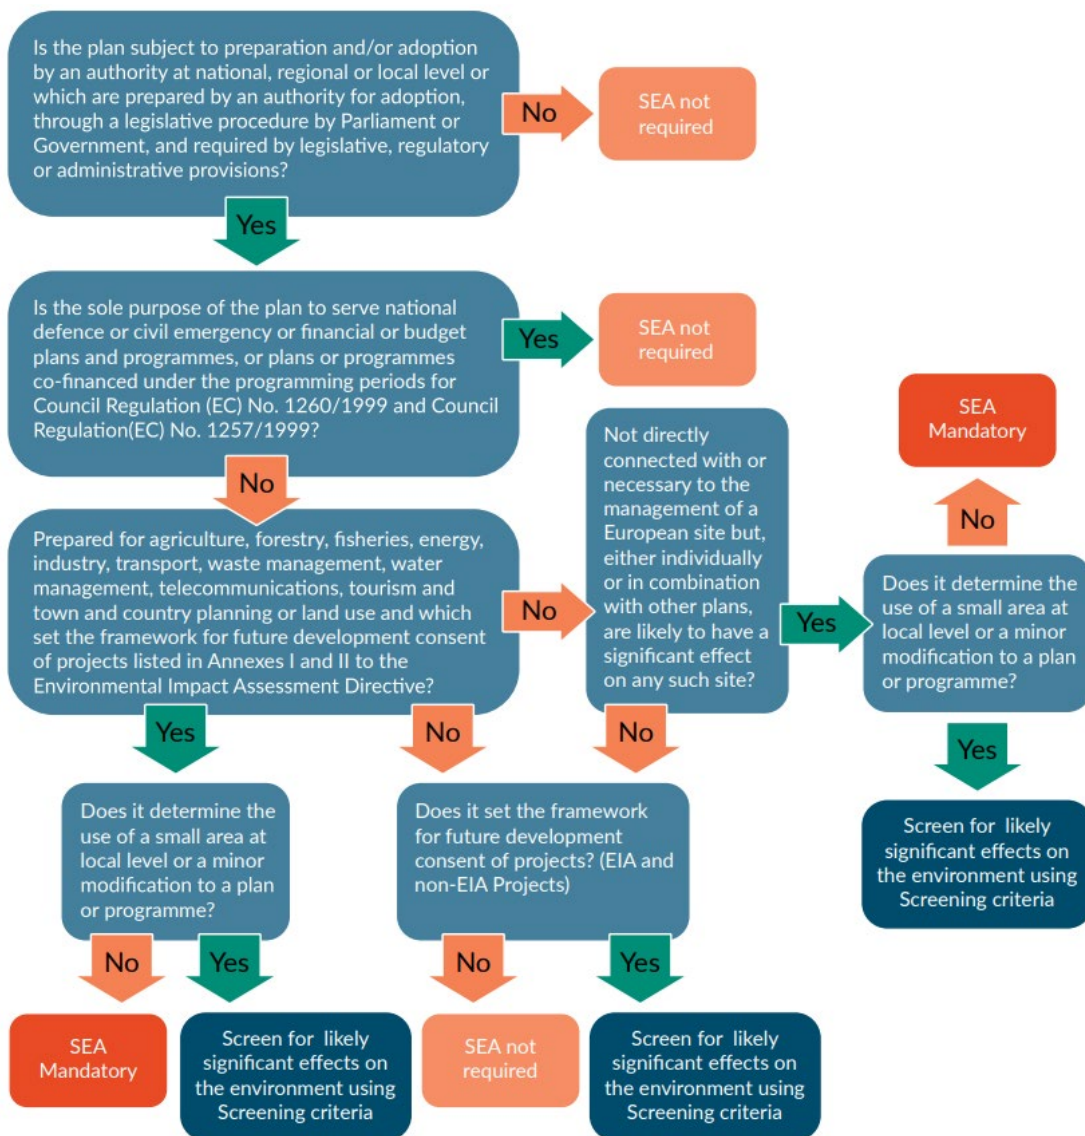 Is the plan subject to preparation and/or adoption
by an authority at national, regional or local level or
which are prepared by an authority for adoption,
through a legislative procedure by Parliament or
Government, and required by legislative, regulatory
or administrative provisions?
No
SEA not
required
Yes
Is the sole purpose of the plan to serve national
defence or civil emergency or financial or budget
plans and programmes, or plans or programmes
co-financed under the programming periods for
Council Regulation (EC) No. 1260/1999 and Council
Regulation(EC) No. 1257/1999?
Yes
SEA not
required
No
Prepared for agriculture, forestry, fisheries, energy,
industry, transport, waste management, water
management, telecommunications, tourism and
town and country planning or land use and which
set the framework for future development consent
of projects listed in Annexes I and II to the
Environmental Impact Assessment Directive?
No
Not directly
connected with or
necessary to the
management of a
European site but,
either individually
or in combination
with other plans,
are likely to have a
significant effect
on any such site?
Yes
Does it determine the
use of a small area at
local level or a minor
modification to a plan
or programme?
No
SEA
Mandatory
Yes
Screen for likely
significant effects on
the environment using
Screening criteria
Yes
No
No
Does it determine the
use of a small area at
local level or a minor
modification to a plan
or programme?
No
Yes
SEA
Mandatory
Screen for likely
significant effects on
the environment using
Screening criteria
Does it set the framework
for future development
consent of projects? (EIA and
non-EIA Projects)
No
Yes
SEA not
required
Screen for likely
significant effects on
the environment using
Screening criteria